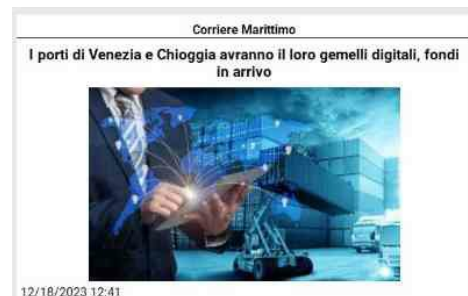 Corriere Marittimo
I porti di Venezia e Chioggia avranno il loro gemelli digitali, fondi
in arrivo
12/18/2023 12:41